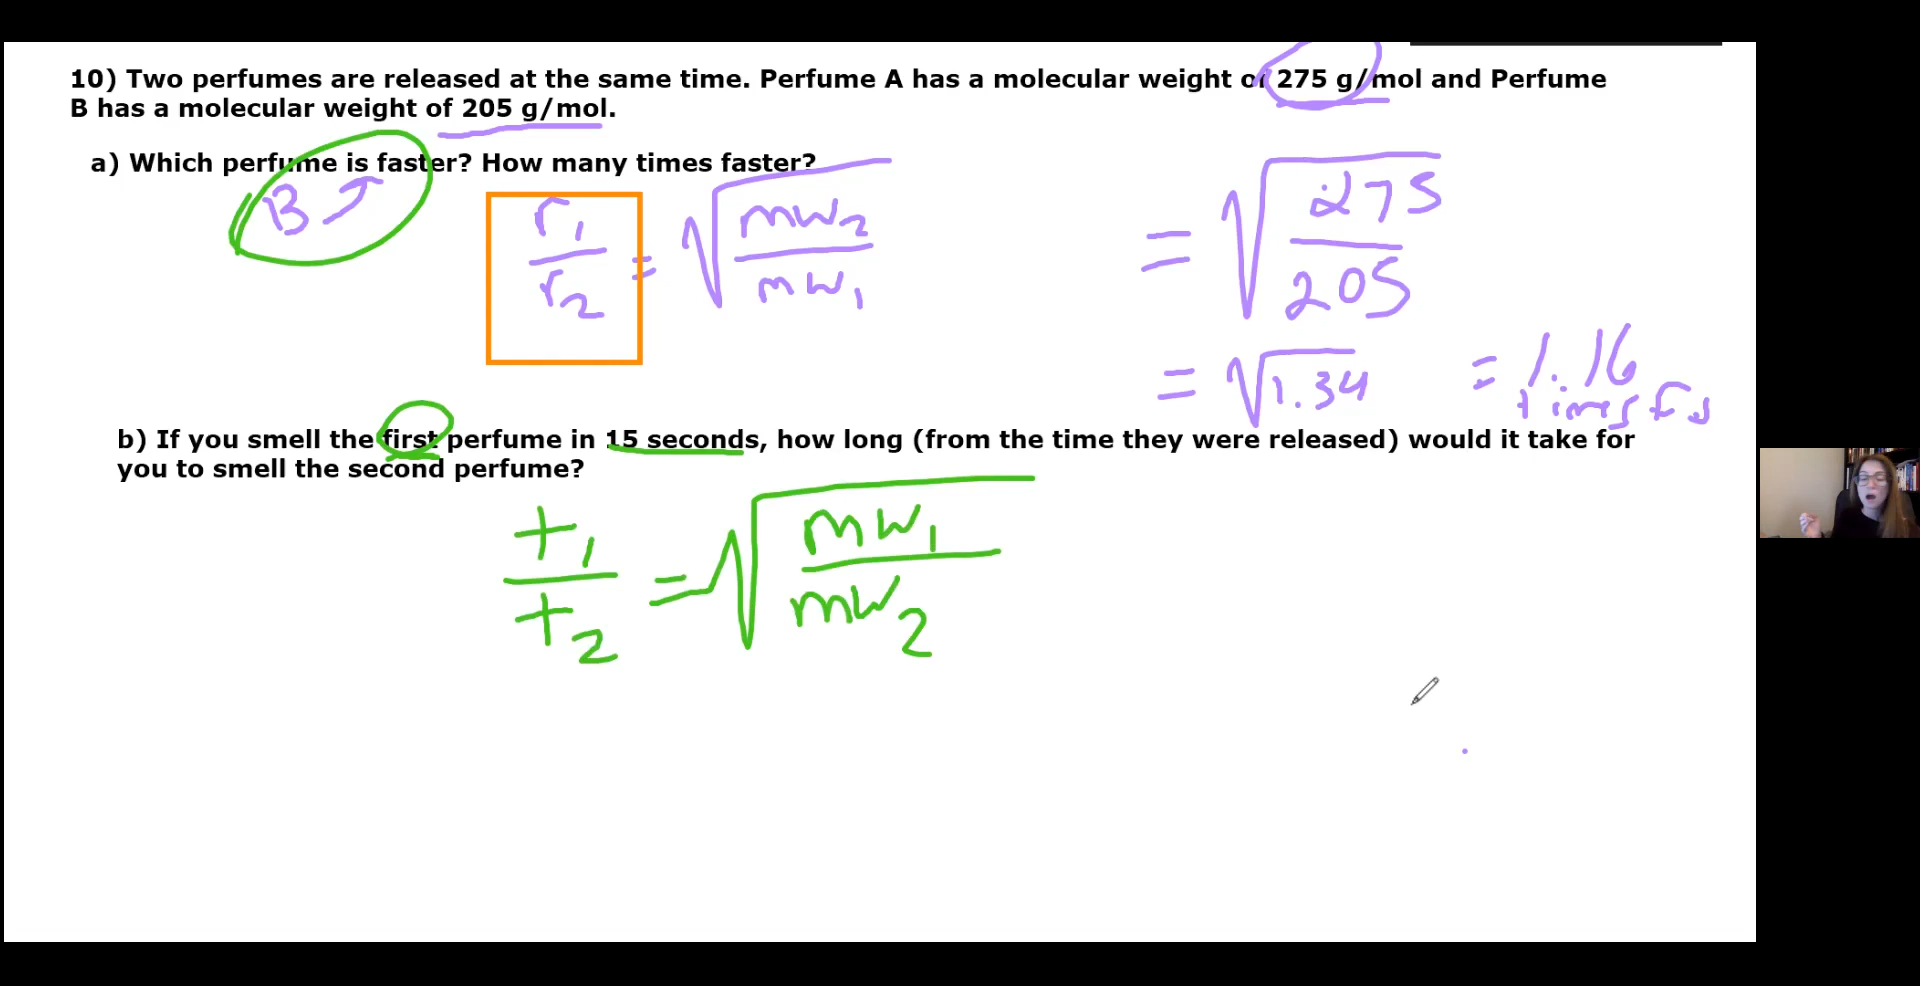 10) Two perfumes are released at the same time. Perfume A has a molecular weight of 275 g/mol and Perfume
B has a molecular weight of 205 g/mol.
a) Which perfume is faster? How many times faster?
B
r1/r2 = √(mw2/mw1)
= √(275/205)
= √1.34 = 1.16
times
b) If you smell the first perfume in 15 seconds, how long (from the time they were released) would it take for
you to smell the second perfume?
t1/t2 = √(mw1/mw2)